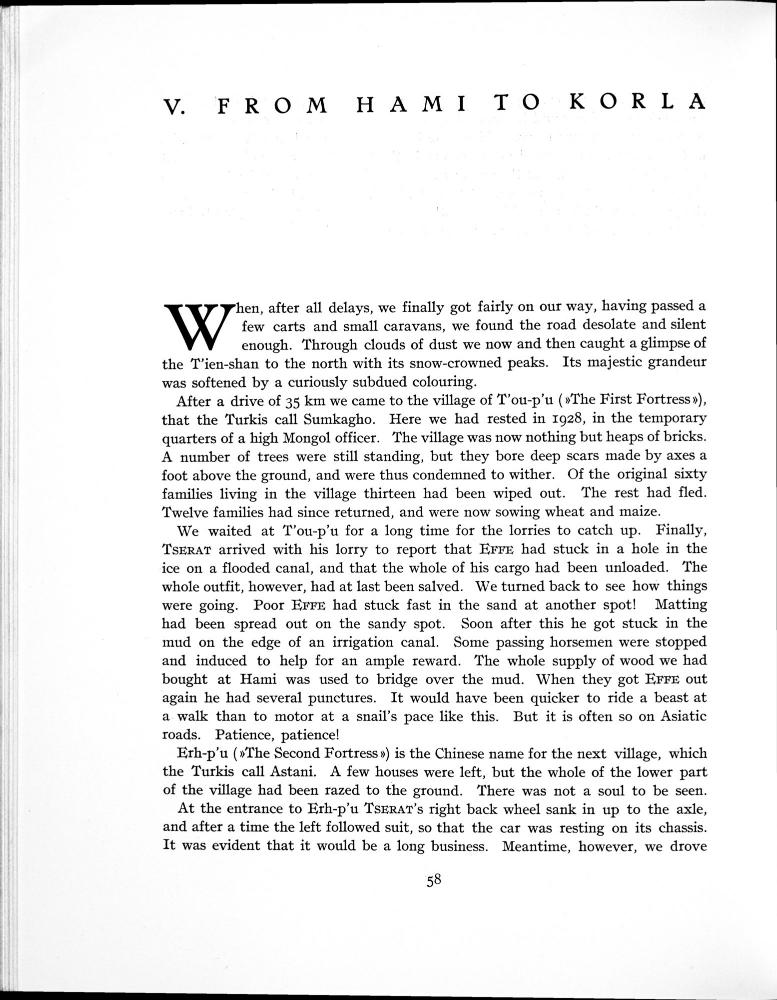 V. FROM HAMI TO KORLA
When, after all delays, we finally got fairly on our way, having passed a
few carts and small caravans, we found the road desolate and silent
enough. Through clouds of dust we now and then caught a glimpse of
the T'ien-shan to the north with its snow-crowned peaks. Its majestic grandeur
was softened by a curiously subdued colouring.
After a drive of 35 km we came to the village of T'ou-p'u (»The First Fortress»),
that the Turkis call Sumkagho. Here we had rested in 1928, in the temporary
quarters of a high Mongol officer. The village was now nothing but heaps of bricks.
A number of trees were still standing, but they bore deep scars made by axes a
foot above the ground, and were thus condemned to wither. Of the original sixty
families living in the village thirteen had been wiped out. The rest had fled.
Twelve families had since returned, and were now sowing wheat and maize.
We waited at T'ou-p'u for a long time for the lorries to catch up. Finally,
TSERAT arrived with his lorry to report that EFFE had stuck in a hole in the
ice on a flooded canal, and that the whole of his cargo had been unloaded. The
whole outfit, however, had at last been salved. We turned back to see how things
were going. Poor EFFE had stuck fast in the sand at another spot! Matting
had been spread out on the sandy spot. Soon after this he got stuck in the
mud on the edge of an irrigation canal. Some passing horsemen were stopped
and induced to help for an ample reward. The whole supply of wood we had
bought at Hami was used to bridge over the mud. When they got EFFE out
again he had several punctures. It would have been quicker to ride a beast at
a walk than to motor at a snail's pace like this. But it is often so on Asiatic
roads. Patience, patience!
Erh-p'u (»The Second Fortress») is the Chinese name for the next village, which
the Turkis call Astani. A few houses were left, but the whole of the lower part
of the village had been razed to the ground. There was not a soul to be seen.
At the entrance to Erh-p'u TSERAT's right back wheel sank in up to the axle,
and after a time the left followed suit, so that the car was resting on its chassis.
It was evident that it would be a long business. Meantime, however, we drove
58